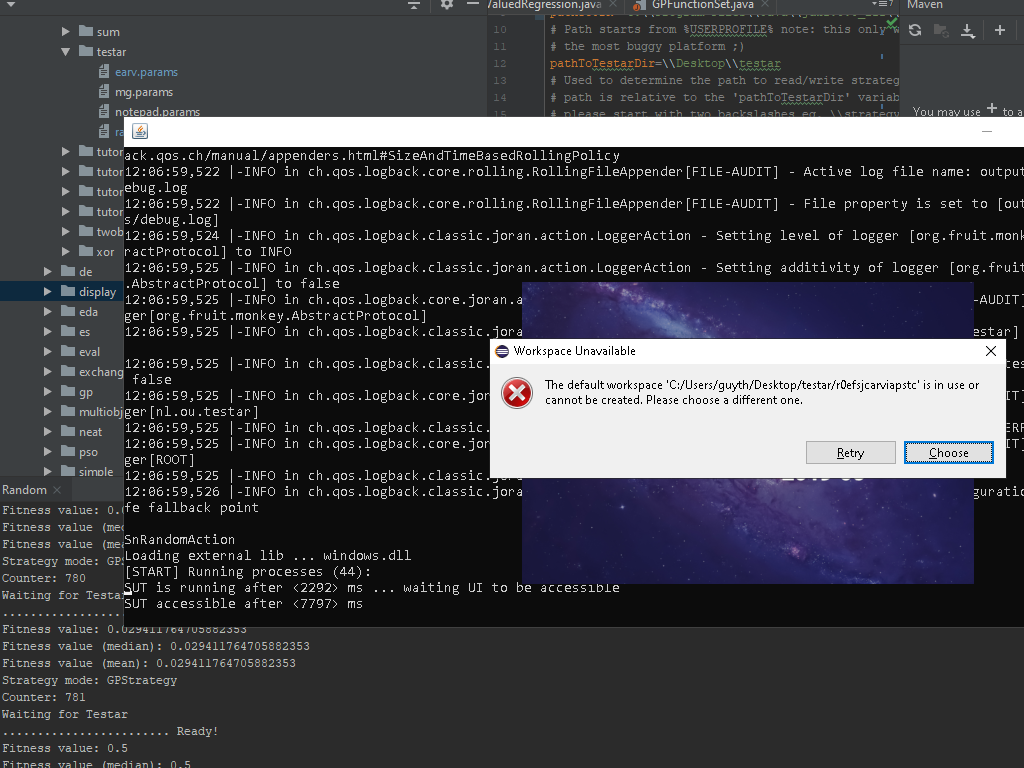 ValuedRegression.java
GPFunctionSet.java
Maven
sum
testar
earv.params
mg.params
notepad.params
ra
tutor
tutor
tutor
tutor
twob
xor
de
display
eda
es
eval
exchang
gp
multiobj
neat
pso
simple
10 # Path starts from %USERPROFILE% note: this only w
11 # the most buggy platform ;)
12 pathToTestarDir=\\Desktop\\testar
13 # Used to determine the path to read/write strateg
14 # path is relative to the 'pathToTestarDir' variab
15 # please start with two backslashes eg. \\strategy
You may use + to a
ack.qos.ch/manual/appenders.html#SizeAndTimeBasedRollingPolicy
12:06:59,522 |-INFO in ch.qos.logback.core.rolling.RollingFileAppender[FILE-AUDIT] - Active log file name: output
ebug.log
12:06:59,522 |-INFO in ch.qos.logback.core.rolling.RollingFileAppender[FILE-AUDIT] - File property is set to [out
s/debug.log]
12:06:59,524 |-INFO in ch.qos.logback.classic.joran.action.LoggerAction - Setting level of logger [org.fruit.monk
ractProtocol] to INFO
12:06:59,525 |-INFO in ch.qos.logback.classic.joran.action.LoggerAction - Setting additivity of logger [org.fruit
.AbstractProtocol] to false
12:06:59,525 |-INFO in ch.qos.logback.core.joran.a -AUDIT]
ger[org.fruit.monkey.AbstractProtocol]
12:06:59,525 |-INFO in ch.qos.logback.classic.jora estar]
12:06:59,525 |-INFO in ch.qos.logback.classic.jora
false
12:06:59,525 |-INFO in ch.qos.logback.core.joran.a
ger[nl.ou.testar]
12:06:59,525 |-INFO in ch.qos.logback.classic.
12:06:59,525 |-INFO in ch.qos.logback.core.jor
ger[ROOT]
12:06:59,525 |-INFO in ch.qos.logback.classic.
12:06:59,526 |-INFO in ch.qos.logback.classic.jora guratio
fe fallback point
SnRandomAction
Loading external lib ... windows.dll
[START] Running processes (44):
SUT is running after <2292> ms ... waiting UI to be accessible
SUT accessible after <7797> ms
Workspace Unavailable
The default workspace 'C:/Users/guyth/Desktop/testar/r0efsjcarviapstc' is in use or
cannot be created. Please choose a different one.
Retry
Choose
Random
Fitness value: 0.0
Fitness value (med
Fitness value (mea
Strategy mode: GPS
Counter: 780
Waiting for Testa
Fitness value: 0.029411764705882353
Fitness value (median): 0.029411764705882353
Fitness value (mean): 0.029411764705882353
Strategy mode: GPStrategy
Counter: 781
Waiting for Testar
........................ Ready!
Fitness value: 0.5
Fitness value (median): 0.5